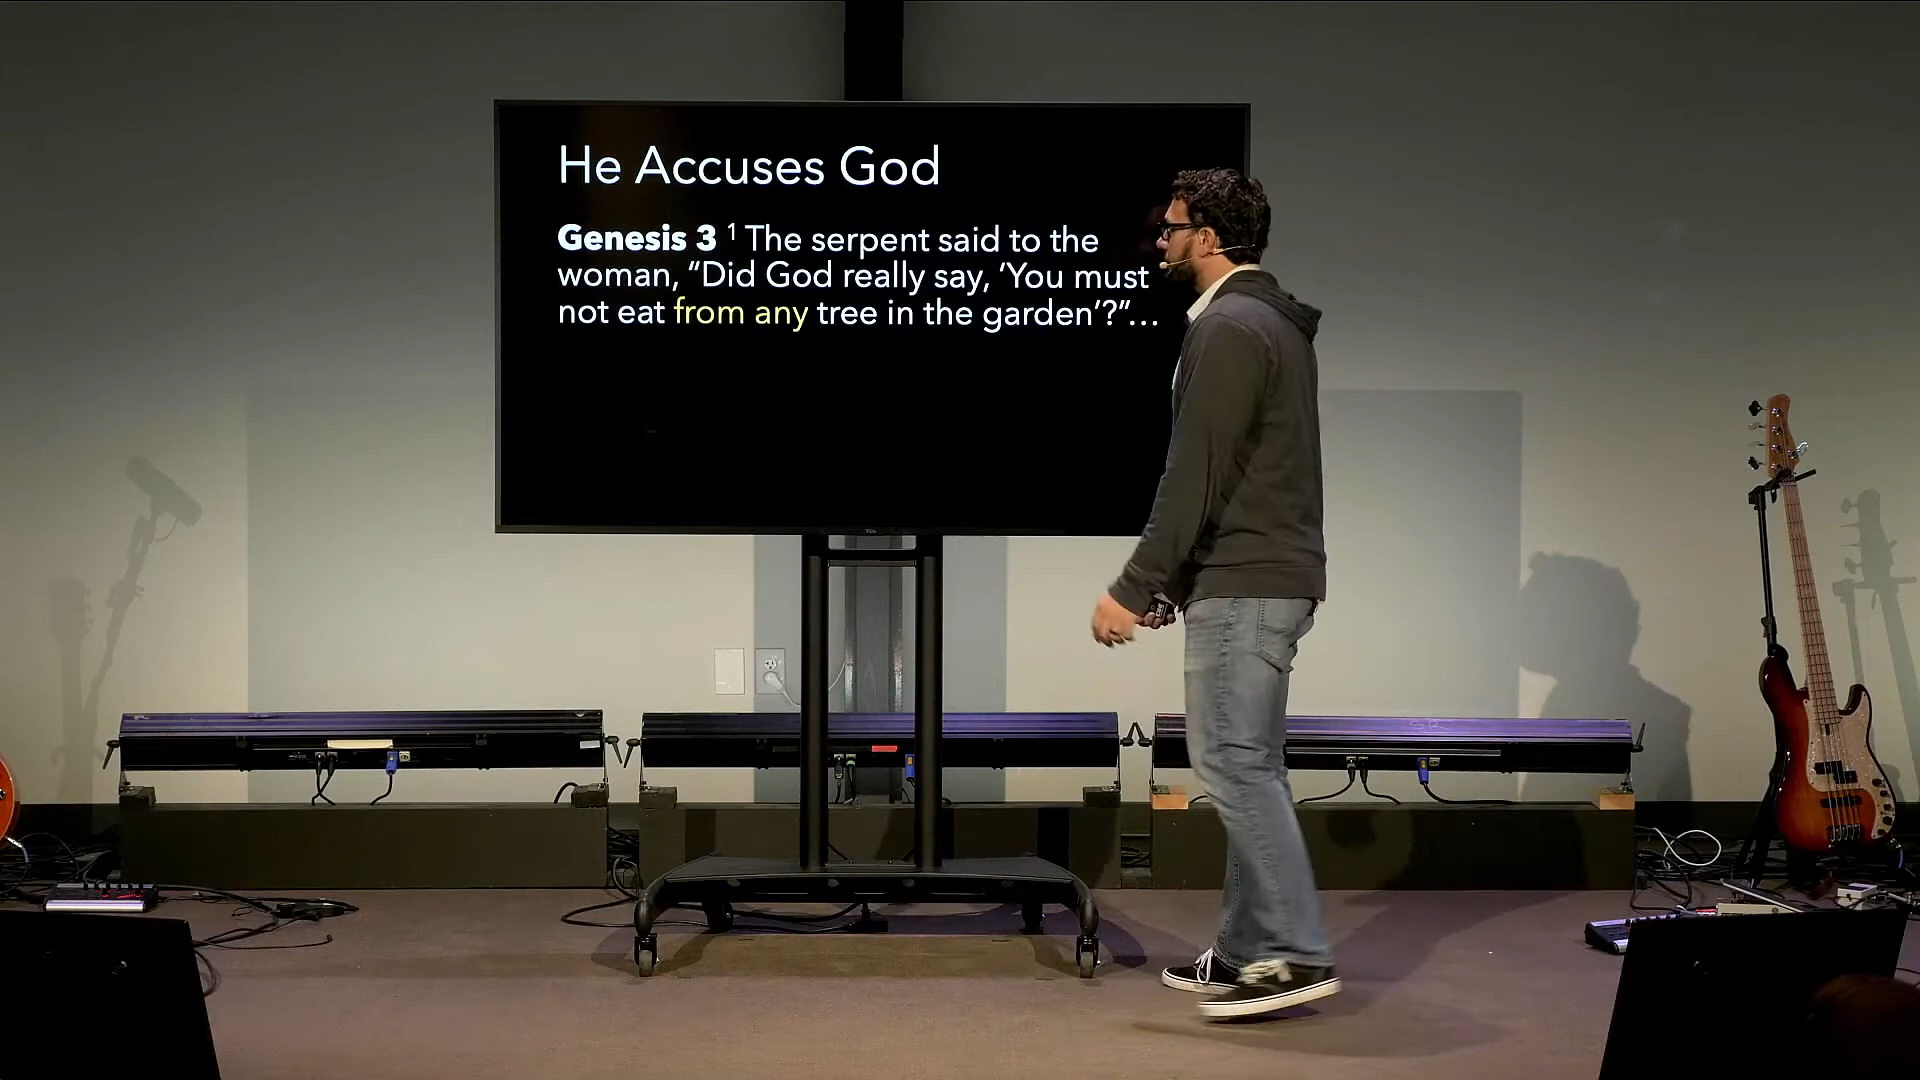 He Accuses God
Genesis 3 ¹ The serpent said to the
woman, “Did God really say, ‘You must
not eat from any tree in the garden’?”…